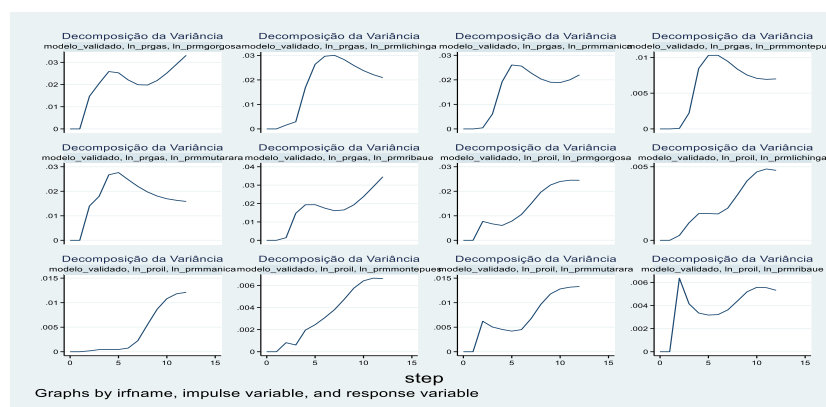 Decomposição da Variância
modelo_validado, ln_prgas, ln_prmgorgosa
.03
.02
.01
0
Decomposição da Variância
modelo_validado, ln_prgas, ln_prmlichinga
.03
.02
.01
0
Decomposição da Variância
modelo_validado, ln_prgas, ln_prmmanica
.03
.02
.01
0
Decomposição da Variância
modelo_validado, ln_prgas, ln_prmmontepu
.01
.005
0
Decomposição da Variância
modelo_validado, ln_prgas, ln_prmmutarara
.03
.02
.01
0
Decomposição da Variância
modelo_validado, ln_prgas, ln_prmribaue
.04
.03
.02
.01
0
Decomposição da Variância
modelo_validado, ln_proil, ln_prmgorgosa
.03
.02
.01
0
Decomposição da Variância
modelo_validado, ln_proil, ln_prmlichinga
.005
0
Decomposição da Variância
modelo_validado, ln_proil, ln_prmmanica
.015
.01
.005
0
0 5 10 15
Decomposição da Variância
modelo_validado, ln_proil, ln_prmmontepues
.006
.004
.002
0
0 5 10 15
Decomposição da Variância
modelo_validado, ln_proil, ln_prmmutarara
.015
.01
.005
0
0 5 10 15
Decomposição da Variância
modelo_validado, ln_proil, ln_prmribaue
.006
.004
.002
0
0 5 10 15
step
Graphs by irfname, impulse variable, and response variable